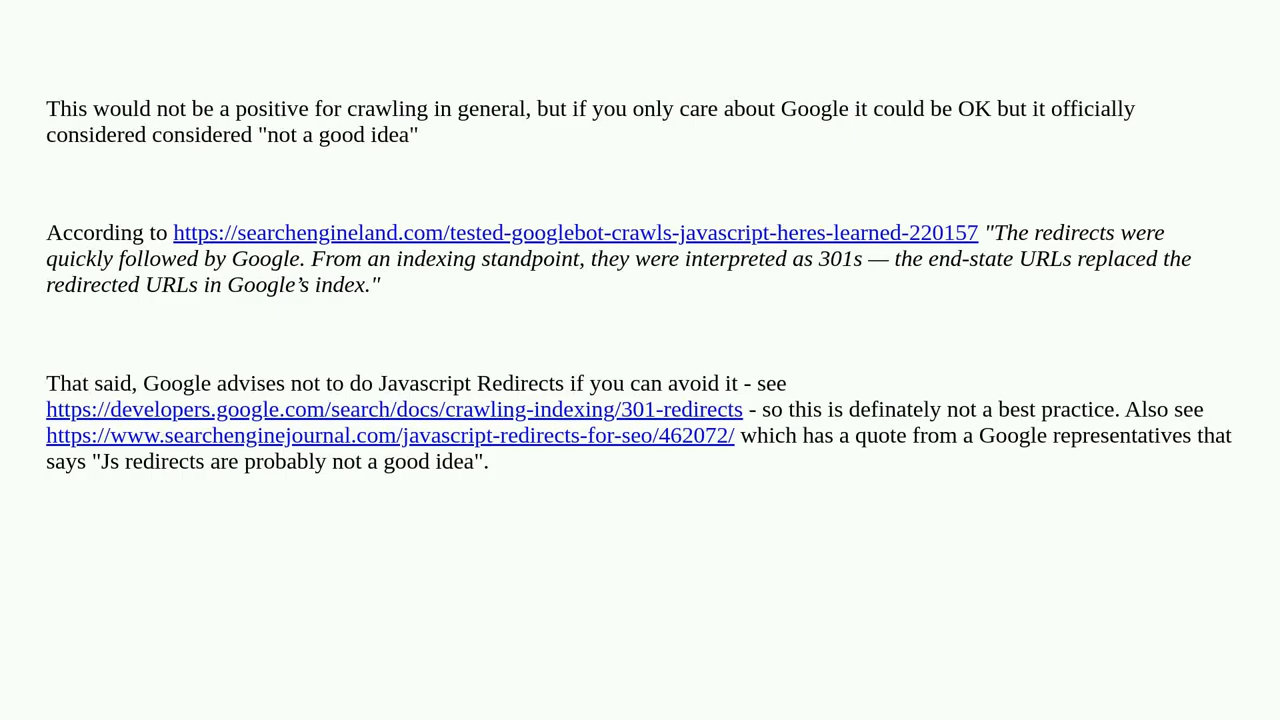 This would not be a positive for crawling in general, but if you only care about Google it could be OK but it officially
considered considered "not a good idea"
According to https://searchengineland.com/tested-googlebot-crawls-javascript-heres-learned-220157 "The redirects were
quickly followed by Google. From an indexing standpoint, they were interpreted as 301s — the end-state URLs replaced the
redirected URLs in Google’s index."
That said, Google advises not to do Javascript Redirects if you can avoid it - see
https://developers.google.com/search/docs/crawling-indexing/301-redirects - so this is definately not a best practice. Also see
https://www.searchenginejournal.com/javascript-redirects-for-seo/462072/ which has a quote from a Google representatives that
says "Js redirects are probably not a good idea".